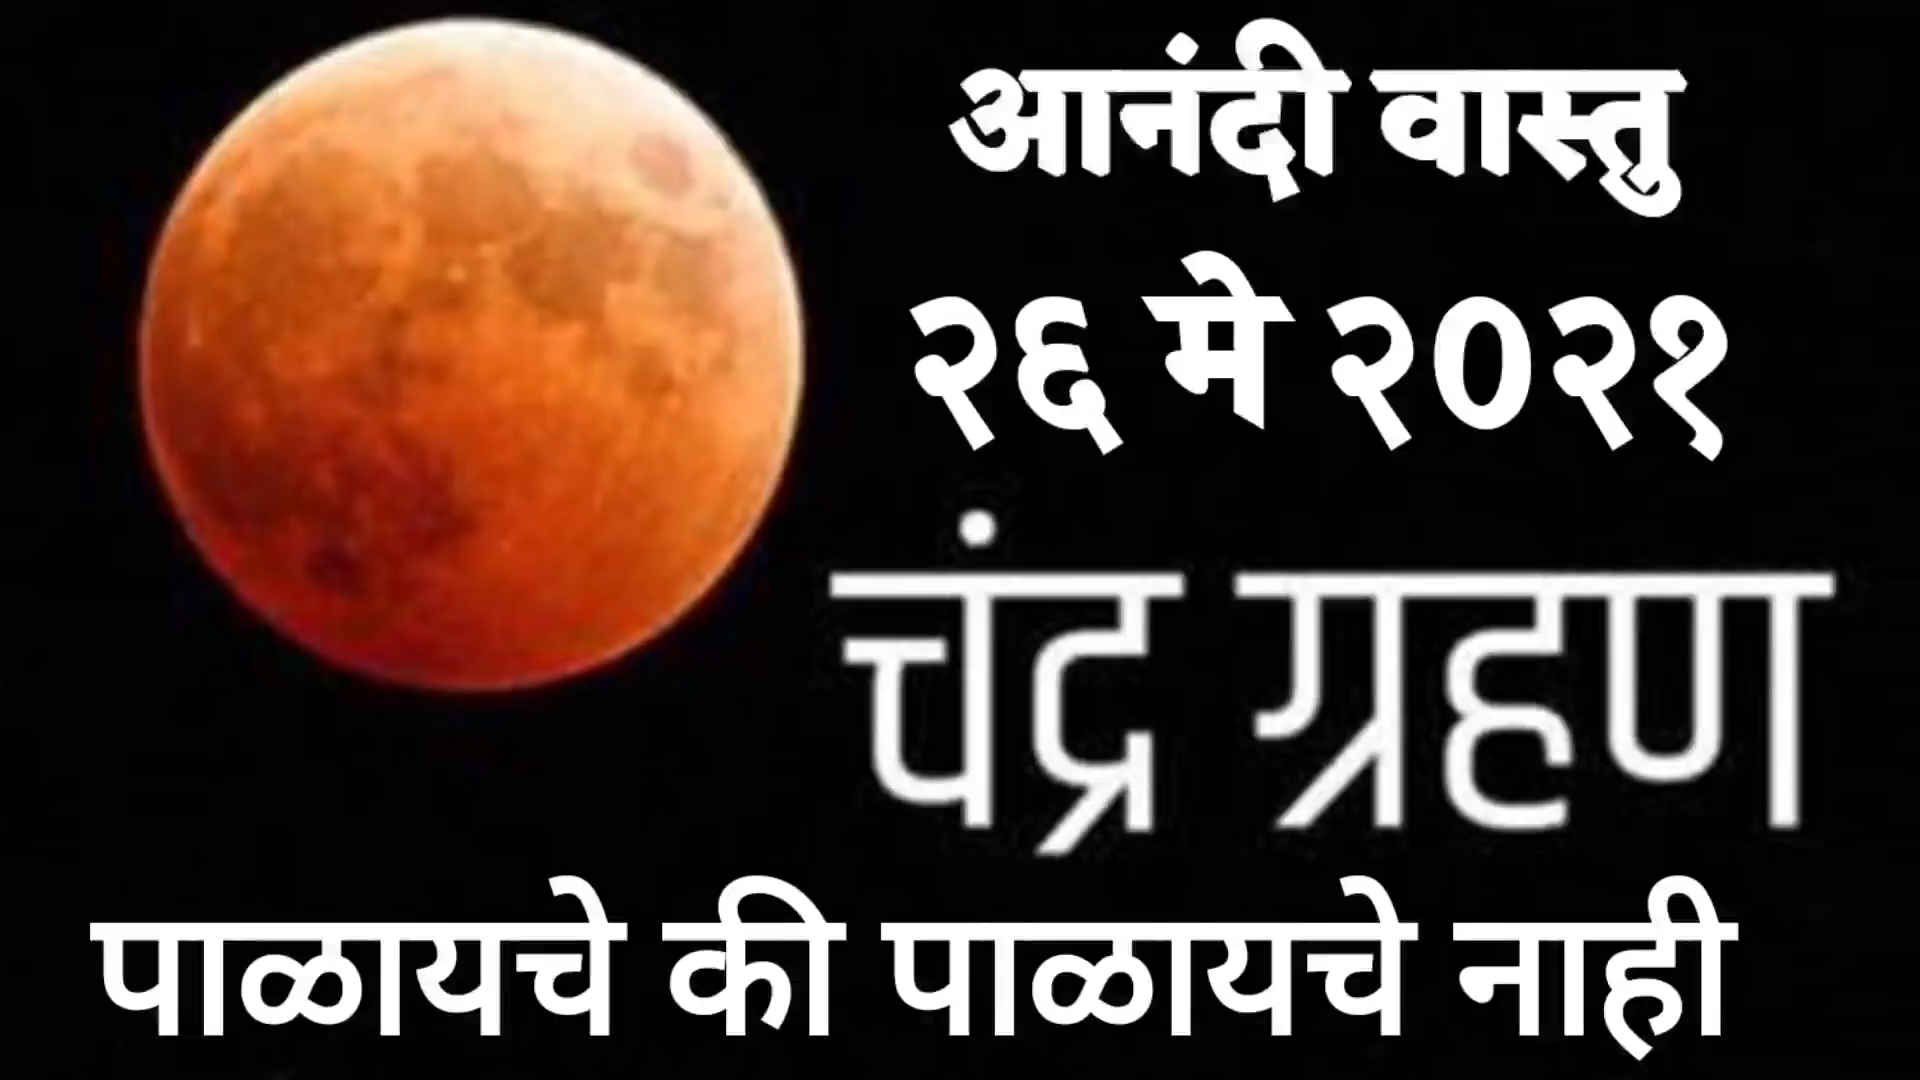 आनंदी वास्तु
२६ मे २०२१
चंद्र ग्रहण
पाळायचे की पाळायचे नाही